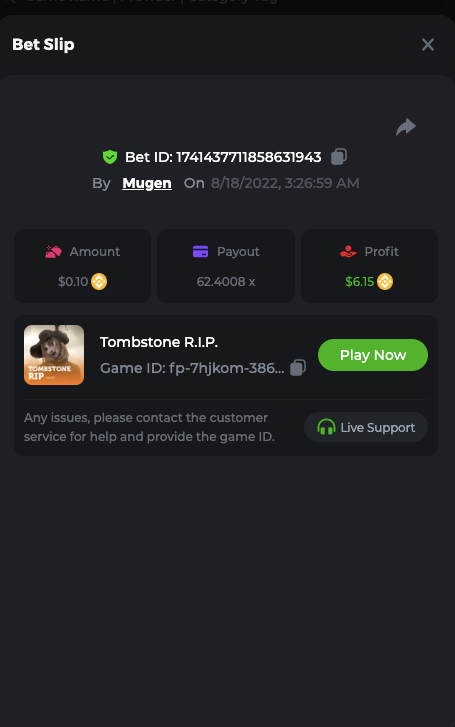 Bet Slip
Bet ID: 1741437711858631943
By Mugen On 8/18/2022, 3:26:59 AM
Amount Payout Profit
$0.10 62.4008 x $6.15
TOMBSTONE
RIP
Tombstone R.I.P.
Game ID: fp-7hjkom-386...
Play Now
Any issues, please contact the customer
service for help and provide the game ID.
Live Support